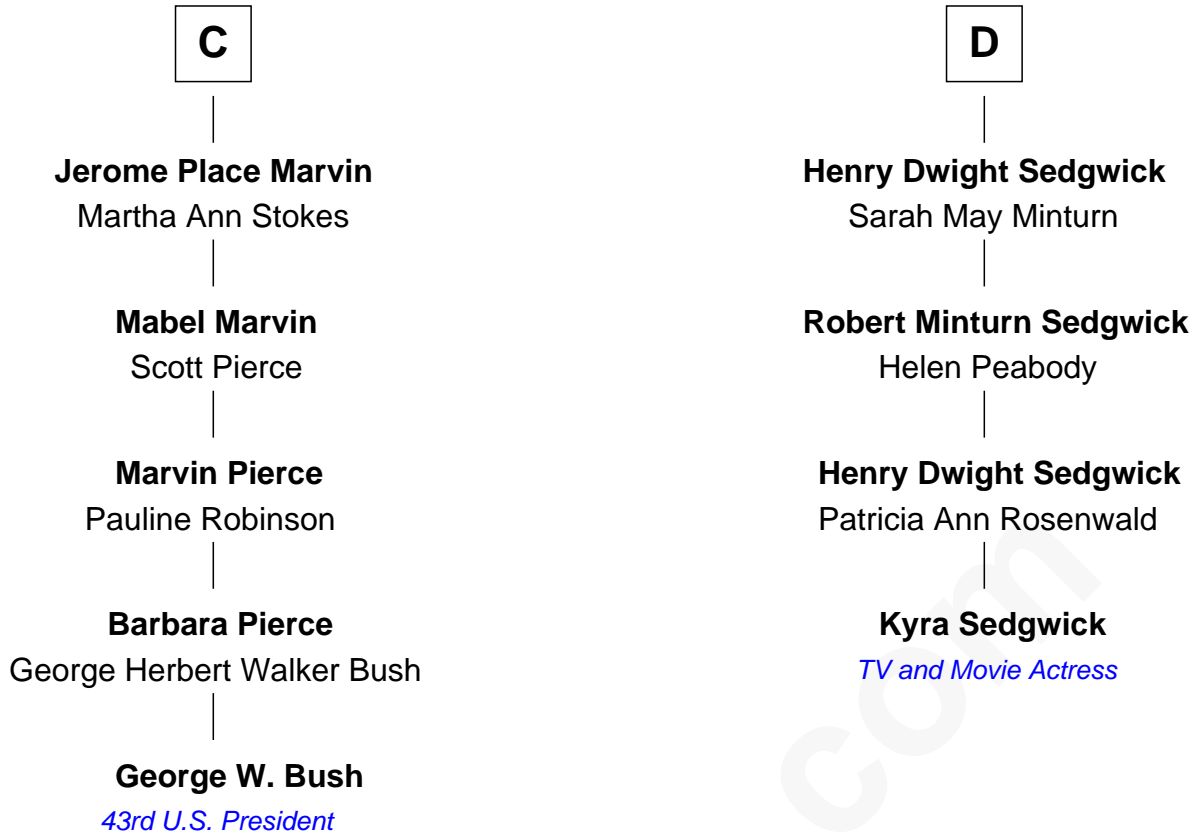 C
Jerome Place Marvin
Martha Ann Stokes
Mabel Marvin
Scott Pierce
Marvin Pierce
Pauline Robinson
Barbara Pierce
George Herbert Walker Bush
George W. Bush
43rd U.S. President
D
Henry Dwight Sedgwick
Sarah May Minturn
Robert Minturn Sedgwick
Helen Peabody
Henry Dwight Sedgwick
Patricia Ann Rosenwald
Kyra Sedgwick
TV and Movie Actress
com